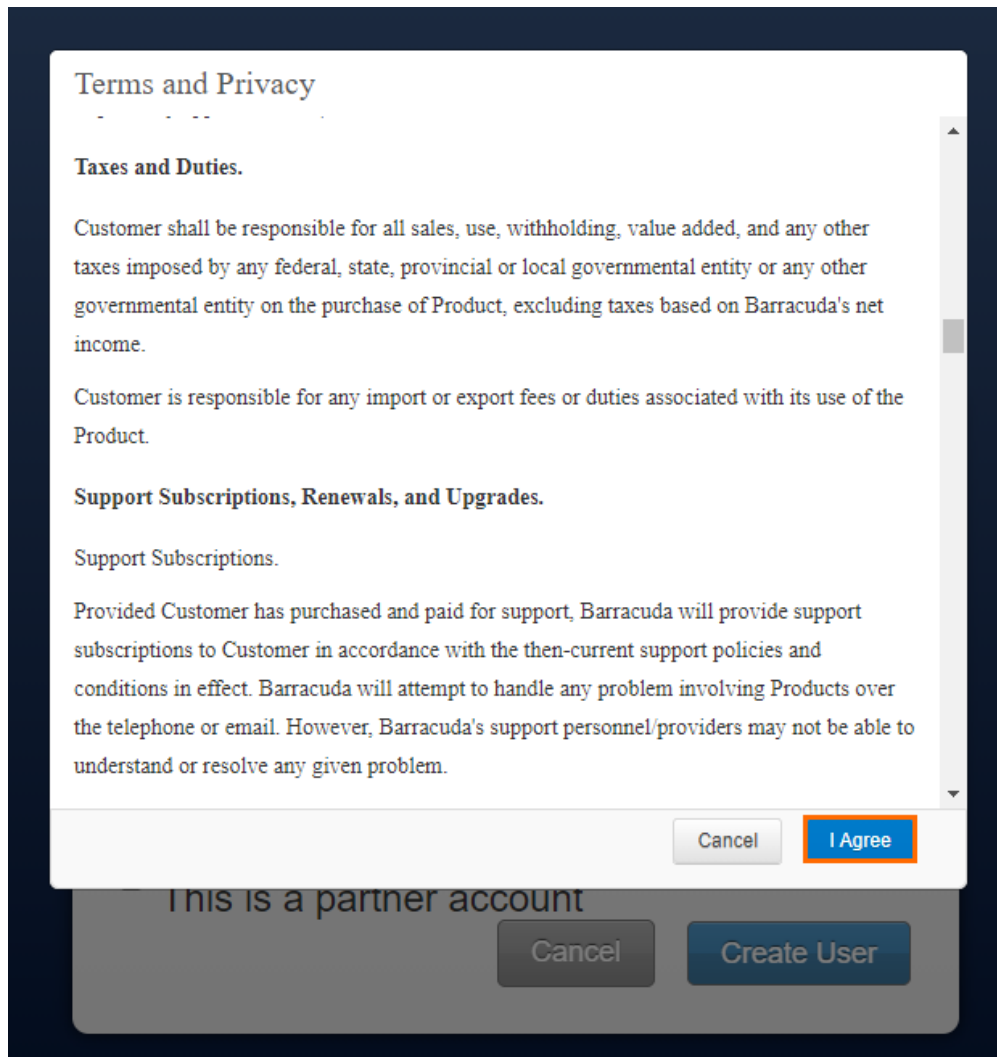 Terms and Privacy
Taxes and Duties.
Customer shall be responsible for all sales, use, withholding, value added, and any other
taxes imposed by any federal, state, provincial or local governmental entity or any other
governmental entity on the purchase of Product, excluding taxes based on Barracuda's net
income.
Customer is responsible for any import or export fees or duties associated with its use of the
Product.
Support Subscriptions, Renewals, and Upgrades.
Support Subscriptions.
Provided Customer has purchased and paid for support, Barracuda will provide support
subscriptions to Customer in accordance with the then-current support policies and
conditions in effect. Barracuda will attempt to handle any problem involving Products over
the telephone or email. However, Barracuda's support personnel/providers may not be able to
understand or resolve any given problem.
Cancel I Agree
This is a partner account
Cancel Create User